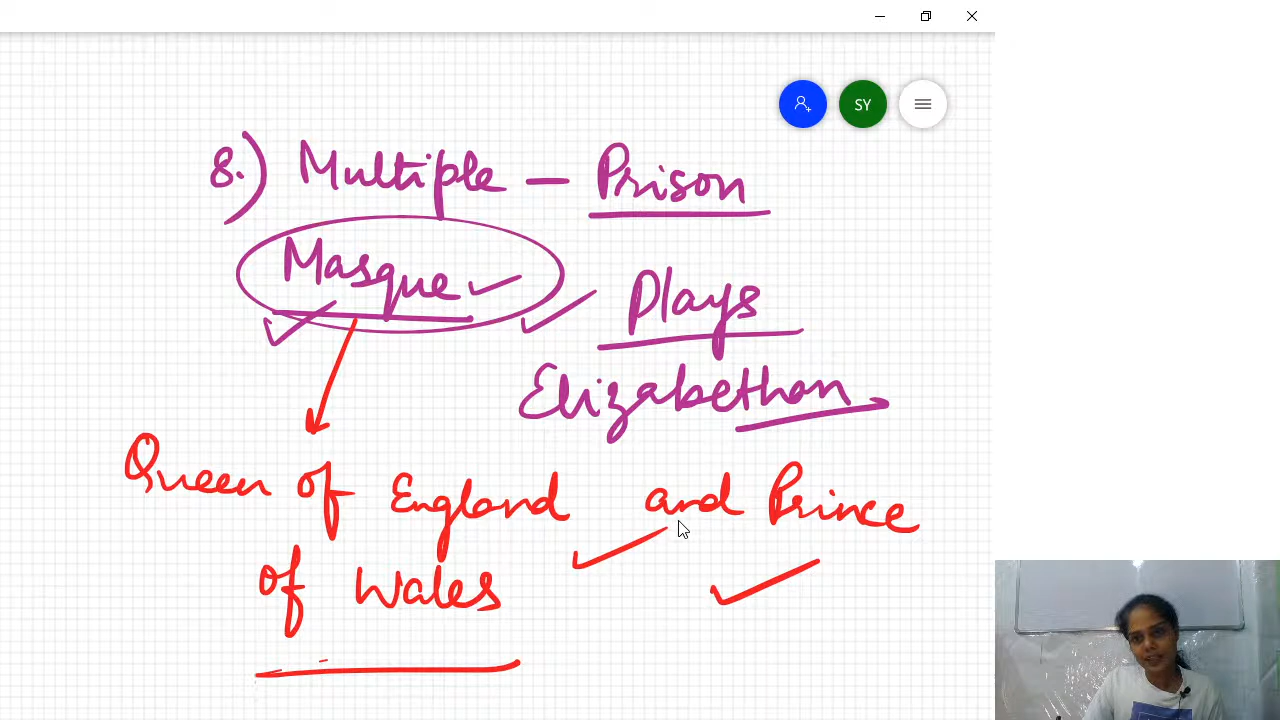 SY
8.) Multiple - Prison
Masque
Plays
Elizabethan
Queen of England and Prince
of Wales